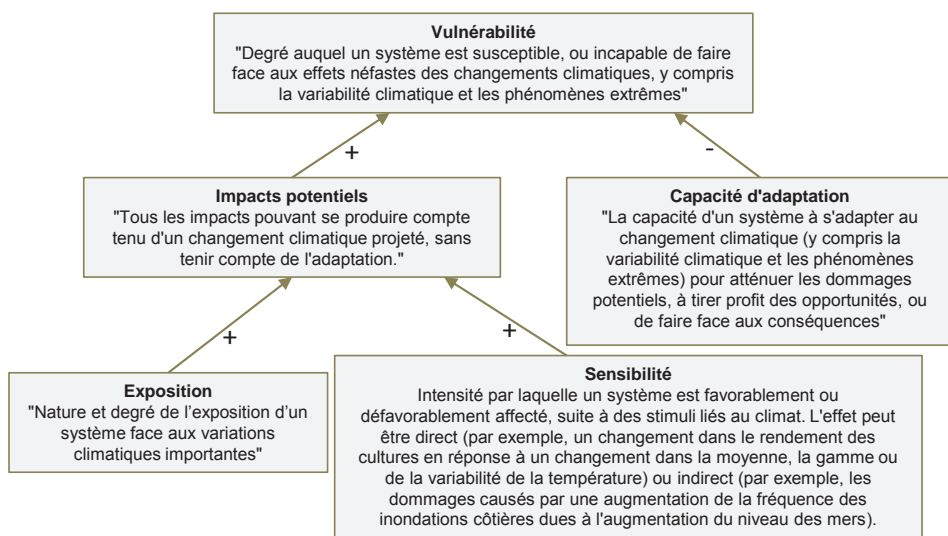 Vulnérabilité
"Degré auquel un système est susceptible, ou incapable de faire
face aux effets néfastes des changements climatiques, y compris
la variabilité climatique et les phénomènes extrêmes"
+
-
Impacts potentiels
"Tous les impacts pouvant se produire compte
tenu d'un changement climatique projeté, sans
tenir compte de l'adaptation."
Capacité d'adaptation
"La capacité d'un système à s'adapter au
changement climatique (y compris la
variabilité climatique et les phénomènes
extrêmes) pour atténuer les dommages
potentiels, à tirer profit des opportunités, ou
de faire face aux conséquences"
+
+
Exposition
"Nature et degré de l'exposition d'un
système face aux variations
climatiques importantes"
Sensibilité
Intensité par laquelle un système est favorablement ou
défavorablement affecté, suite à des stimuli liés au climat. L'effet peut
être direct (par exemple, un changement dans le rendement des
cultures en réponse à un changement dans la moyenne, la gamme ou
de la variabilité de la température) ou indirect (par exemple, les
dommages causés par une augmentation de la fréquence des
inondations côtières dues à l'augmentation du niveau des mers).